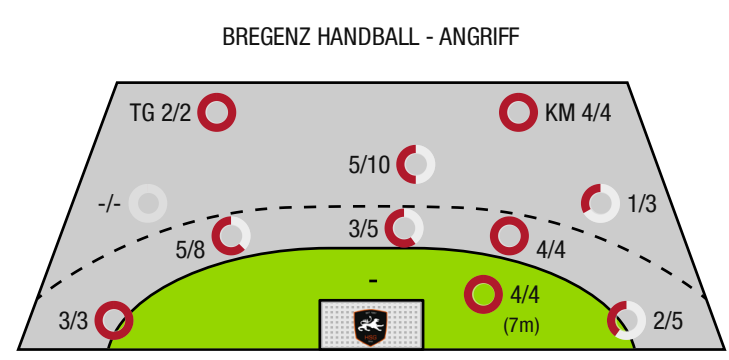 BREGENZ HANDBALL - ANGRIFF
TG 2/2
KM 4/4
5/10
-/-
1/3
5/8
3/5
4/4
-
4/4
(7m)
3/3
2/5